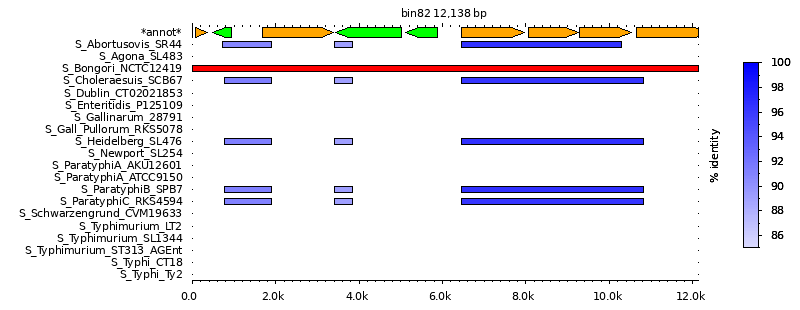 bin82 12,138 bp
*annot*
S_Abortusovis_SR44
S_Agona_SL483
S_Bongori_NCTC12419
S_Choleraesuis_SCB67
S_Dublin_CT02021853
S_Enteritidis_P125109
S_Gallinarum_28791
S_Gall_Pullorum_RKS5078
S_Heidelberg_SL476
S_Newport_SL254
S_ParatyphiA_AKU12601
S_ParatyphiA_ATCC9150
S_ParatyphiB_SPB7
S_ParatyphiC_RKS4594
S_Schwarzengrund_CVM19633
S_Typhimurium_LT2
S_Typhimurium_SL1344
S_Typhimurium_ST313_AGEnt
S_Typhi_CT18
S_Typhi_Ty2
0.0 2.0k 4.0k 6.0k 8.0k 10.0k 12.0k
100
98
96
94
92
90
88
86
% identity